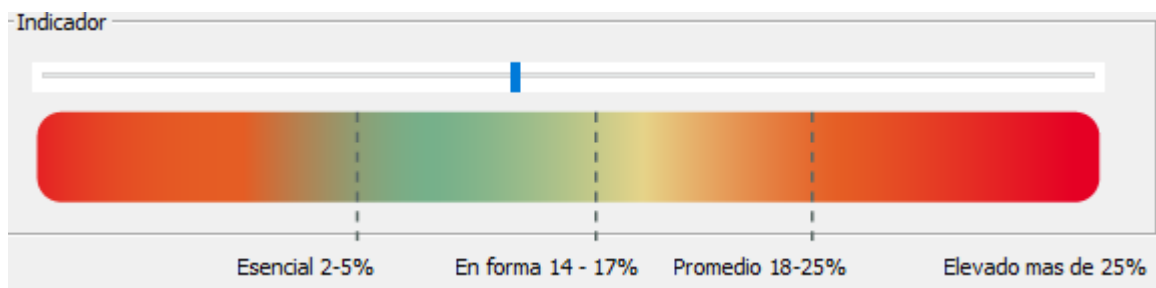 Indicador
Esencial 2-5% En forma 14 - 17% Promedio 18-25% Elevado mas de 25%